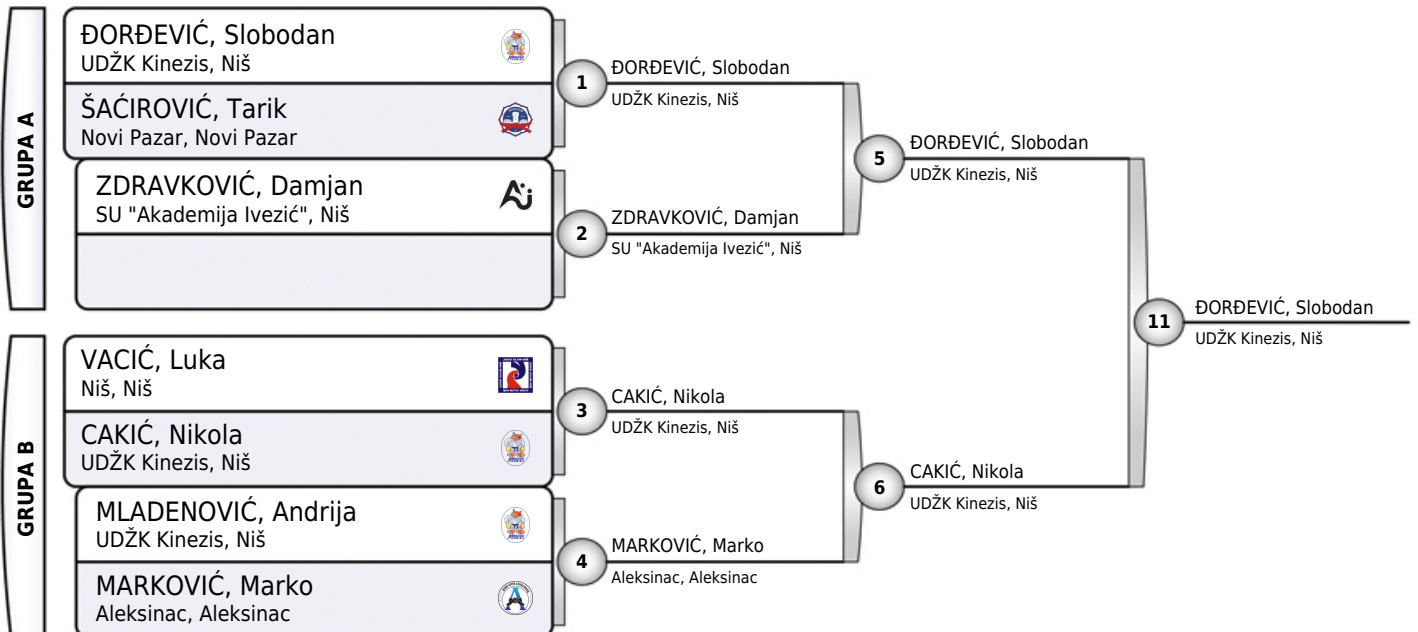 GRUPA A
ĐORĐEVIĆ, Slobodan
UDŽK Kinezis, Niš
ŠAĆIROVIĆ, Tarik
Novi Pazar, Novi Pazar
ZDRAVKOVIĆ, Damjan
SU "Akademija Ivezić", Niš
1
ĐORĐEVIĆ, Slobodan
UDŽK Kinezis, Niš
2
ZDRAVKOVIĆ, Damjan
SU "Akademija Ivezić", Niš
5
ĐORĐEVIĆ, Slobodan
UDŽK Kinezis, Niš
GRUPA B
VACIĆ, Luka
Niš, Niš
CAKIĆ, Nikola
UDŽK Kinezis, Niš
MLADENOVIĆ, Andrija
UDŽK Kinezis, Niš
MARKOVIĆ, Marko
Aleksinac, Aleksinac
3
CAKIĆ, Nikola
UDŽK Kinezis, Niš
4
MARKOVIĆ, Marko
Aleksinac, Aleksinac
6
CAKIĆ, Nikola
UDŽK Kinezis, Niš
11
ĐORĐEVIĆ, Slobodan
UDŽK Kinezis, Niš